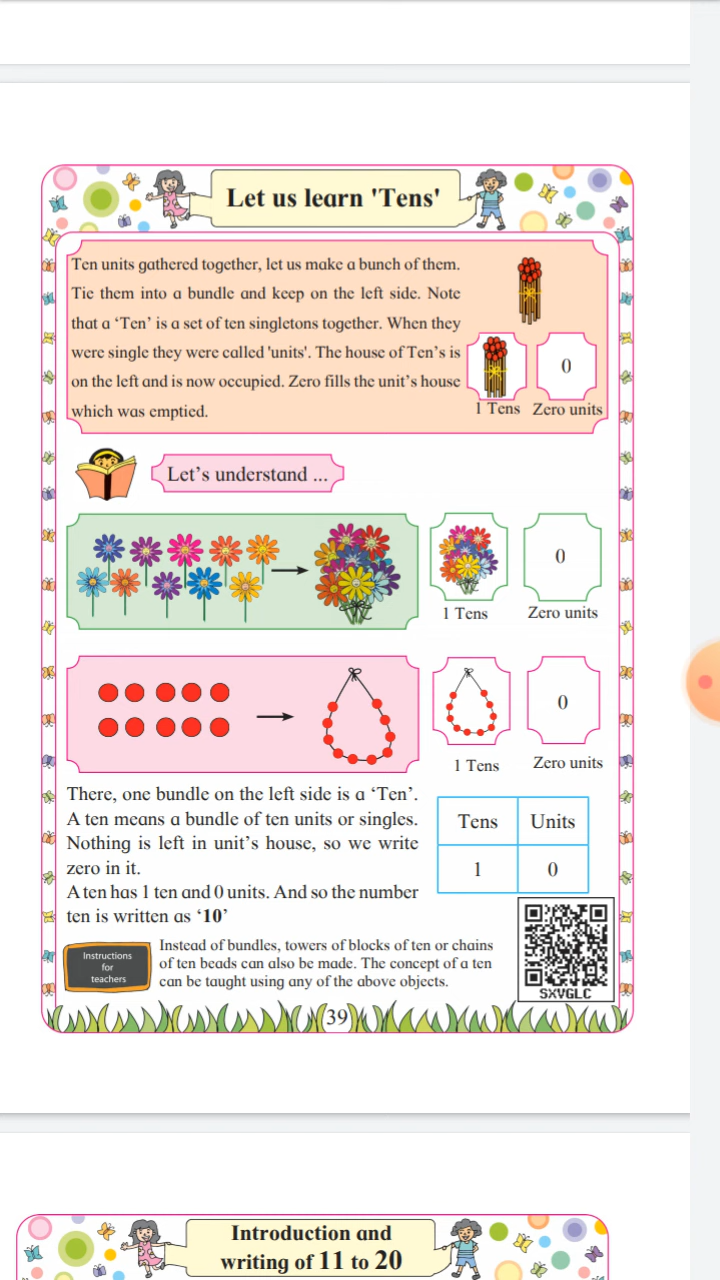 Let us learn 'Tens'
Ten units gathered together, let us make a bunch of them.
Tie them into a bundle and keep on the left side. Note
that a ‘Ten’ is a set of ten singletons together. When they
were single they were called 'units'. The house of Ten’s is
on the left and is now occupied. Zero fills the unit’s house
which was emptied.
0
1 Tens Zero units
Let’s understand ...
0
1 Tens Zero units
0
1 Tens Zero units
There, one bundle on the left side is a ‘Ten’.
A ten means a bundle of ten units or singles.
Nothing is left in unit’s house, so we write
zero in it.
A ten has 1 ten and 0 units. And so the number
ten is written as ‘10’
Tens Units
1 0
Instructions
for
teachers
Instead of bundles, towers of blocks of ten or chains
of ten beads can also be made. The concept of a ten
can be taught using any of the above objects.
SXVGLC
39
Introduction and
writing of 11 to 20